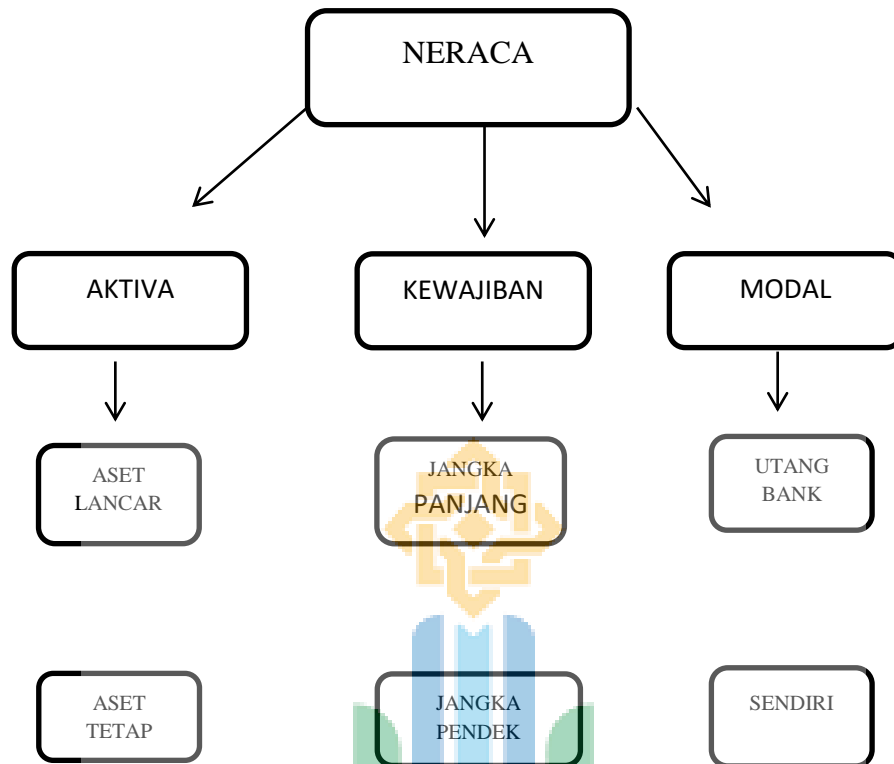 NERACA
AKTIVA
KEWAJIBAN
MODAL
ASET
LANCAR
JANGKA
PANJANG
UTANG
BANK
ASET
TETAP
JANGKA
PENDEK
SENDIRI